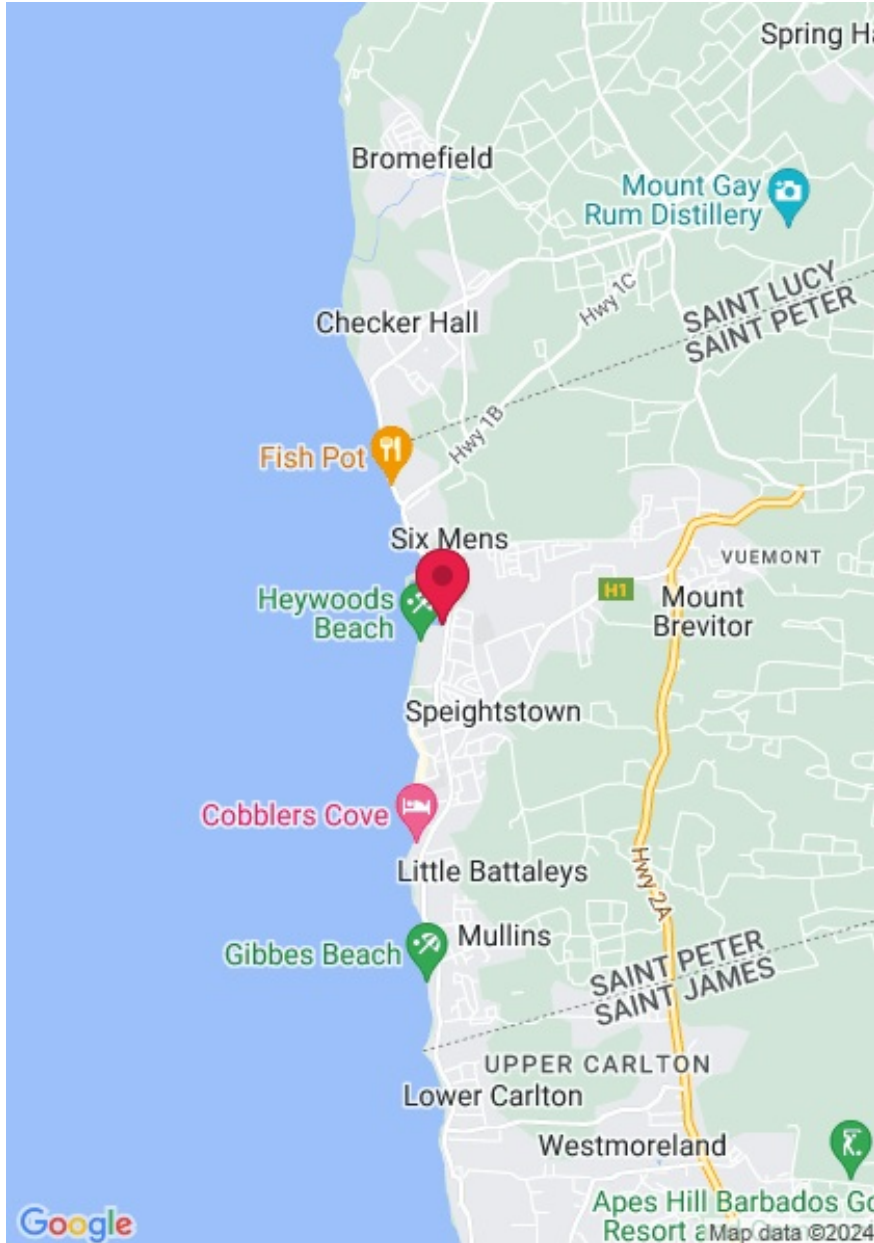 Spring Ha
Bromefield
Mount Gay
Rum Distillery
SAINT LUCY
SAINT PETER
Hwy 1C
Checker Hall
Hwy 1B
Fish Pot
Six Mens
VUEMONT
H1
Heywoods
Beach
Mount
Brevitor
Speightstown
Cobblers Cove
Little Battaleys
Hwy 2A
Mullins
Gibbes Beach
SAINT PETER
SAINT JAMES
UPPER CARLTON
Lower Carlton
Westmoreland
Apes Hill Barbados Go
Resort a
Google
Map data ©2024